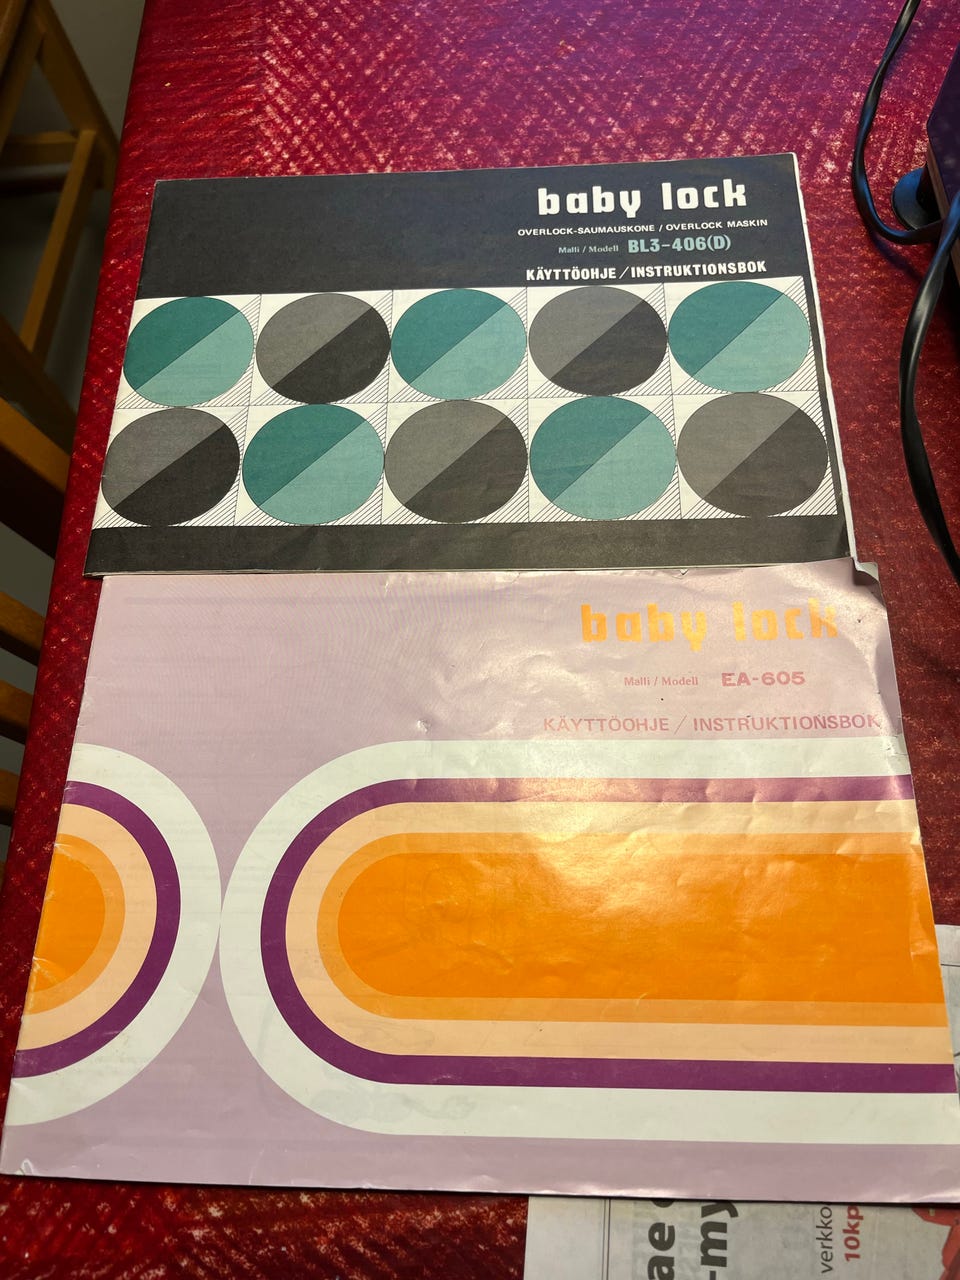 baby lock
OVERLOCK-SAUMAUSKONE / OVERLOCK MASKIN
Malli / Modell BL3-406(D)
KÄYTTÖOHJE / INSTRUKTIONSBOK
baby lock
Malli / Modell EA-605
KÄYTTÖOHJE / INSTRUKTIONSBOK
verkko
10kp